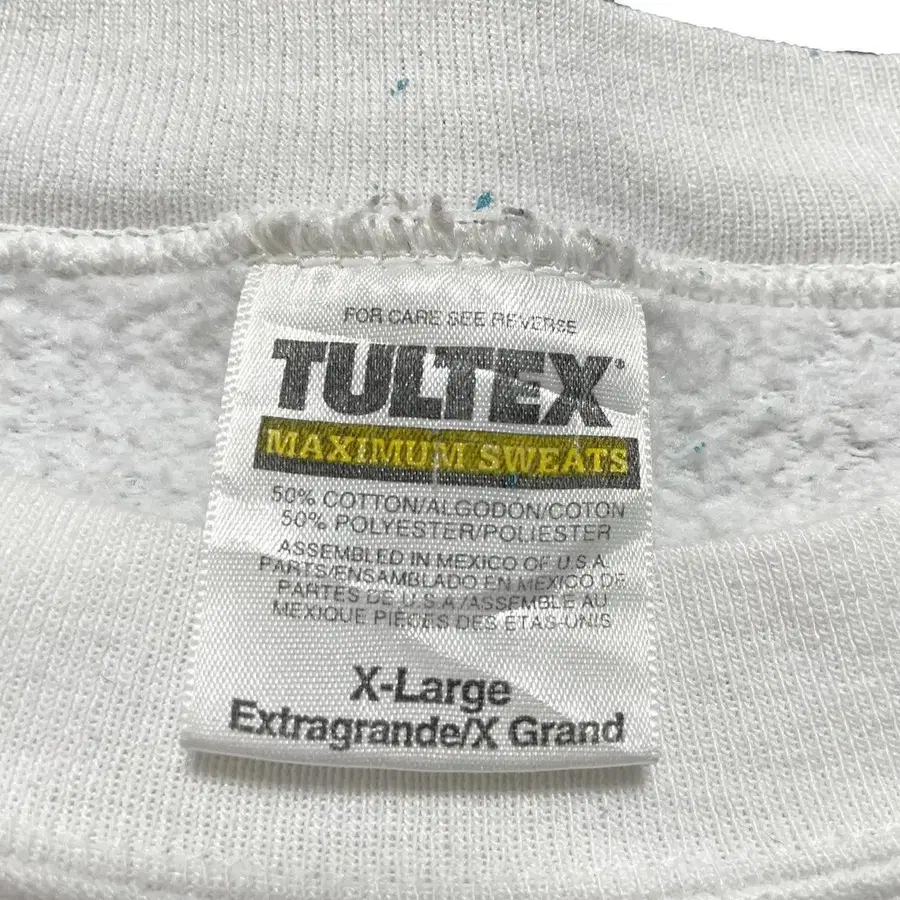 FOR CARE SEE REVERSE
TULTEX®
MAXIMUM SWEATS
50% COTTON/ALGODON/COTON
50% POLYESTER/POLIESTER
ASSEMBLED IN MEXICO OF U.S.A.
PARTS/ENSAMBLADO EN MEXICO DE
PARTES DE U.S.A./ASSEMBLE AU
MEXIQUE PIECES DES ETAS-UNIS
X-Large
Extragrande/X Grand